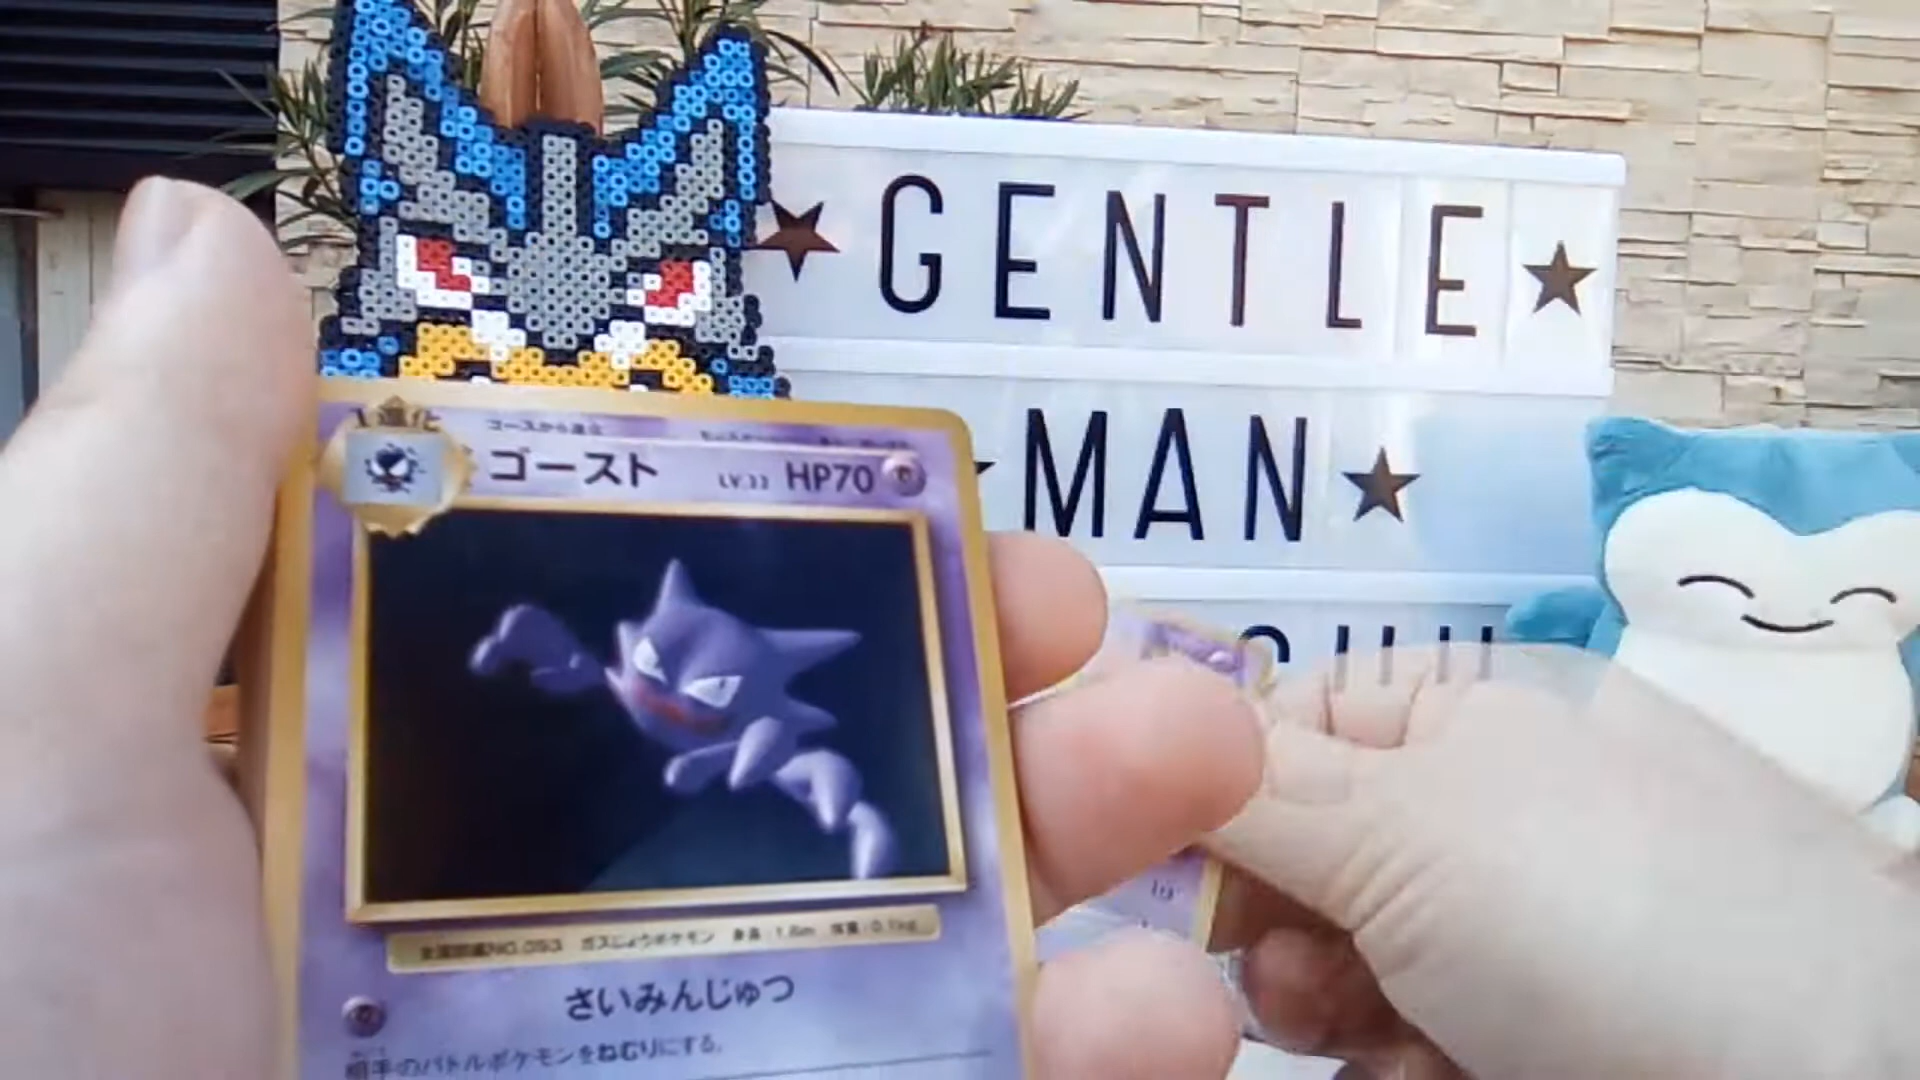 ★ GENTLE ★
MAN ★
1進化
ゴースから進化
ゴースト LV.33 HP70
全国図鑑NO.093 ガスじょうポケモン 身長:1.6m 体重:0.1kg
さいみんじゅつ
相手のバトルポケモンをねむりにする。